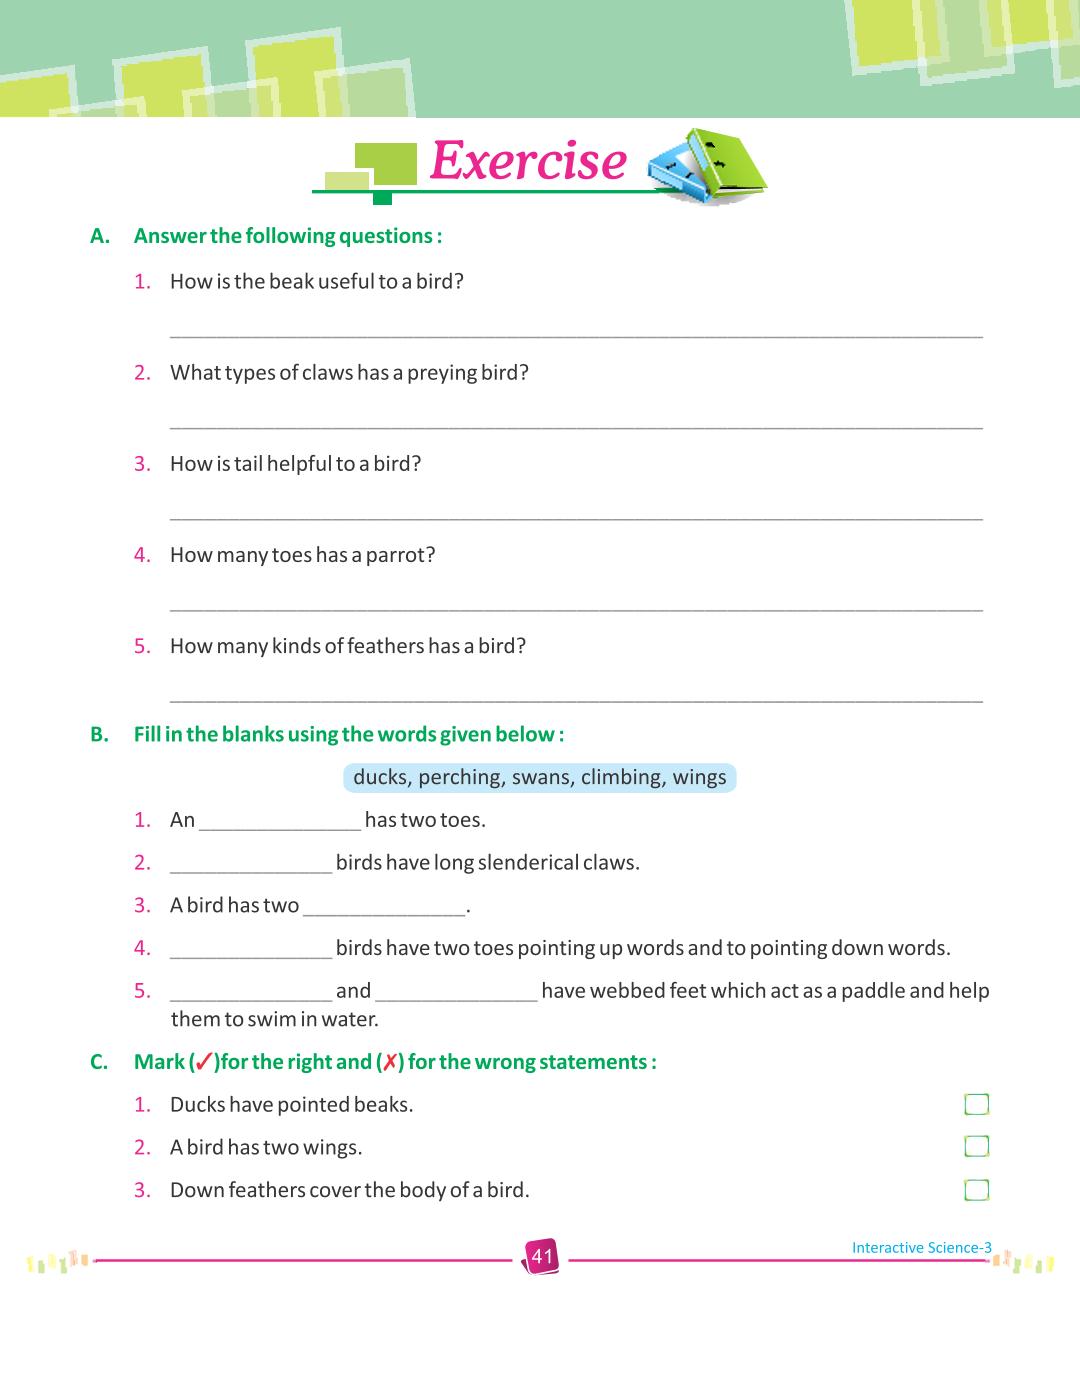 Exercise
A. Answer the following questions :
1. How is the beak useful to a bird?
2. What types of claws has a preying bird?
3. How is tail helpful to a bird?
4. How many toes has a parrot?
5. How many kinds of feathers has a bird?
B. Fill in the blanks using the words given below :
ducks, perching, swans, climbing, wings
1. An ______________ has two toes.
2. ______________ birds have long slenderical claws.
3. A bird has two ______________.
4. ______________ birds have two toes pointing up words and to pointing down words.
5. ______________ and ______________ have webbed feet which act as a paddle and help
them to swim in water.
C. Mark (✓)for the right and (✗) for the wrong statements :
1. Ducks have pointed beaks.
2. A bird has two wings.
3. Down feathers cover the body of a bird.
Interactive Science-3
41